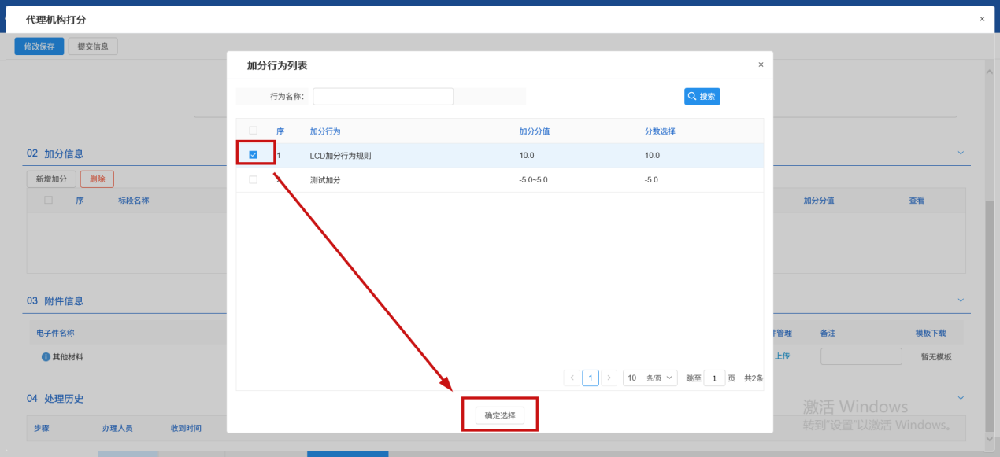 代理机构打分 ×
修改保存 提交信息
加分行为列表 ×
行为名称: 搜索
序 加分行为 加分分值 分数选择
1 LCD加分行为规则 10.0 10.0
2 测试加分 -5.0~5.0 -5.0
< 1 > 10 条/页 跳至 1 页 共2条
确定选择
02 加分信息
新增加分 删除
序 标段名称 加分分值 查看
03 附件信息
电子件名称 件管理 备注 模板下载
其他材料 上传 暂无模板
04 处理历史
步骤 办理人员 收到时间
激活 Windows
转到"设置"以激活 Windows。